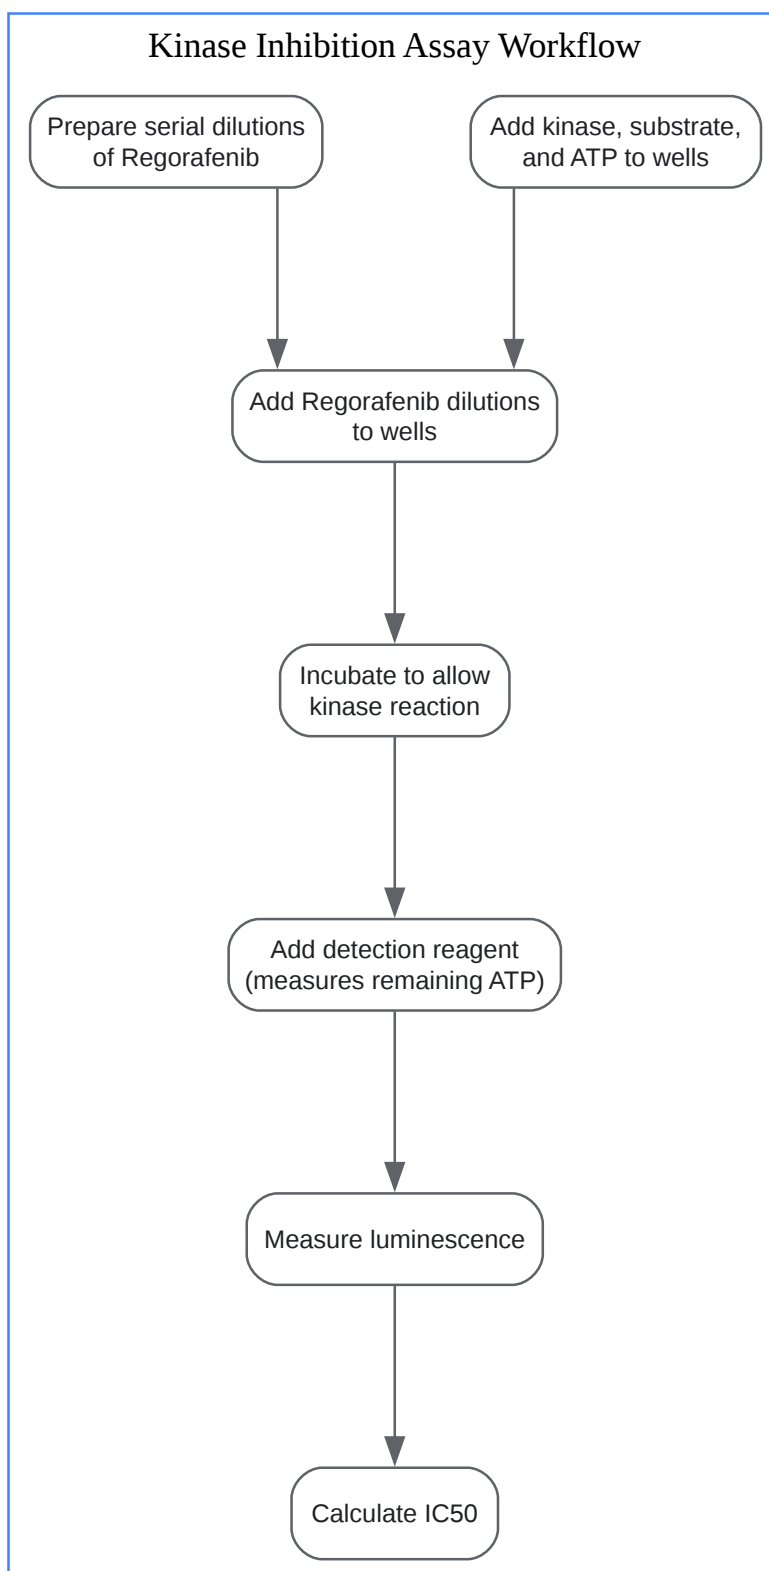 Kinase Inhibition Assay Workflow
Prepare serial dilutions
of Regorafenib
Add kinase, substrate,
and ATP to wells
Add Regorafenib dilutions
to wells
Incubate to allow
kinase reaction
Add detection reagent
(measures remaining ATP)
Measure luminescence
Calculate IC50